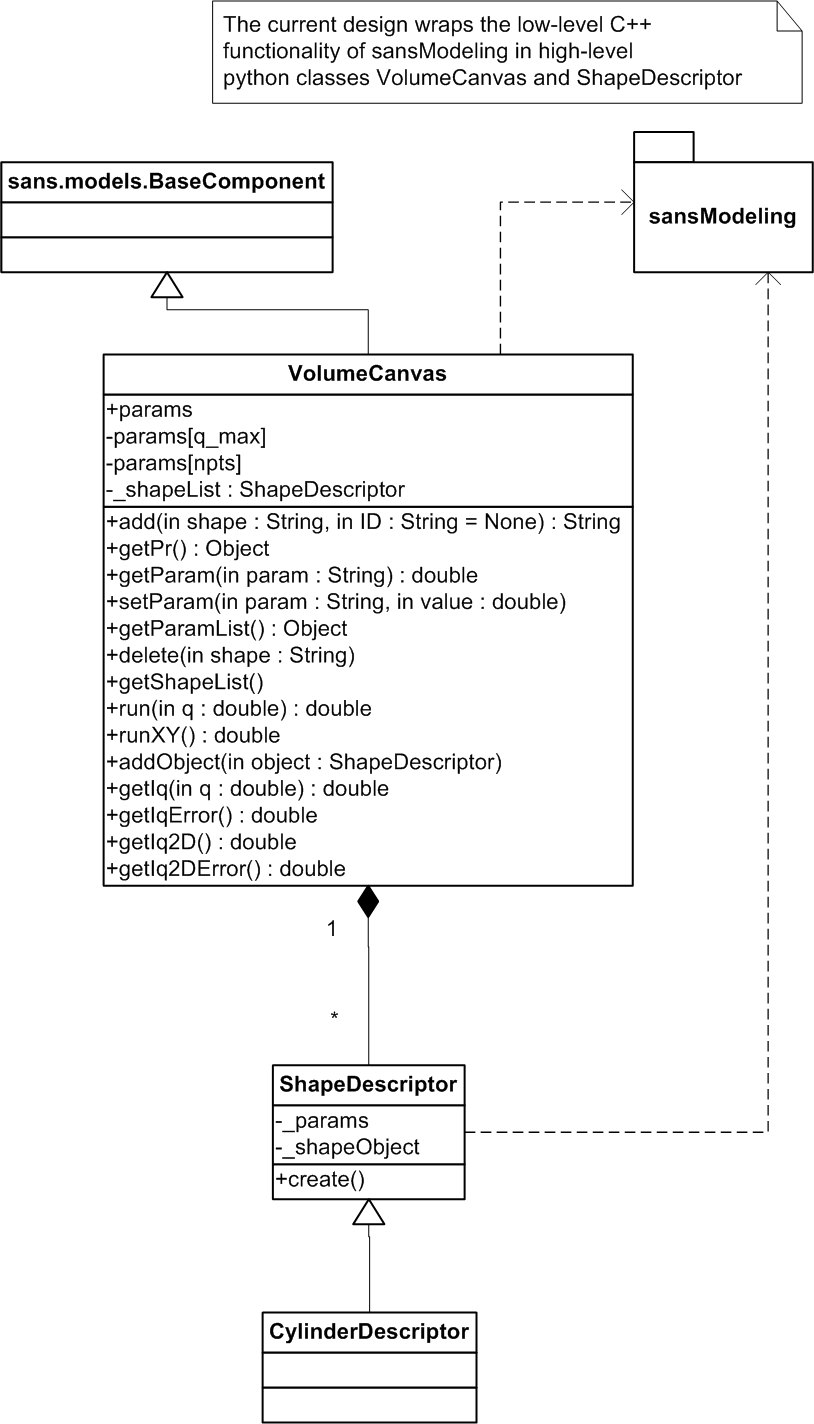 The current design wraps the low-level C++
functionality of sansModeling in high-level
python classes VolumeCanvas and ShapeDescriptor
sans.models.BaseComponent
sansModeling
VolumeCanvas
+params
-params[q_max]
-params[npts]
-_shapeList : ShapeDescriptor
+add(in shape : String, in ID : String = None) : String
+getPr() : Object
+getParam(in param : String) : double
+setParam(in param : String, in value : double)
+getParamList() : Object
+delete(in shape : String)
+getShapeList()
+run(in q : double) : double
+runXY() : double
+addObject(in object : ShapeDescriptor)
+getIq(in q : double) : double
+getIqError() : double
+getIq2D() : double
+getIq2DError() : double
1
*
ShapeDescriptor
-_params
-_shapeObject
+create()
CylinderDescriptor